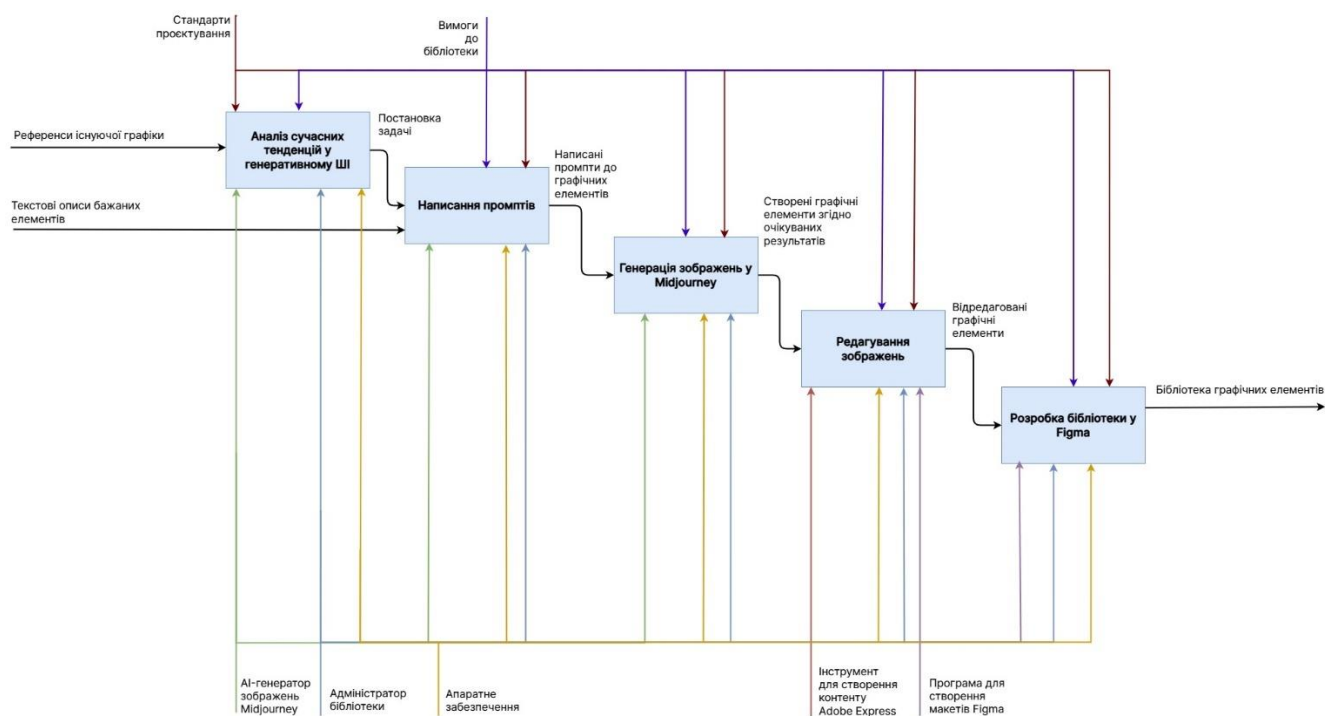 Стандарти
проєктування
Вимоги
до
бібліотеки
Референси існуючої графіки
Аналіз сучасних
тенденцій у
генеративному ШІ
Постановка
задачі
Текстові описи бажаних
елементів
Написання промптів
Написані
промпти до
графічних
елементів
Генерація зображень у
Midjourney
Створені графічні
елементи згідно
очікуваних
результатів
Редагування
зображень
Відредаговані
графічні
елементи
Розробка бібліотеки у
Figma
Бібліотека графічних елементів
AI-генератор
зображень
Midjourney
Адміністратор
бібліотеки
Апаратне
забезпечення
Інструмент
для створення
контенту
Adobe Express
Програма для
створення
макетів Figma